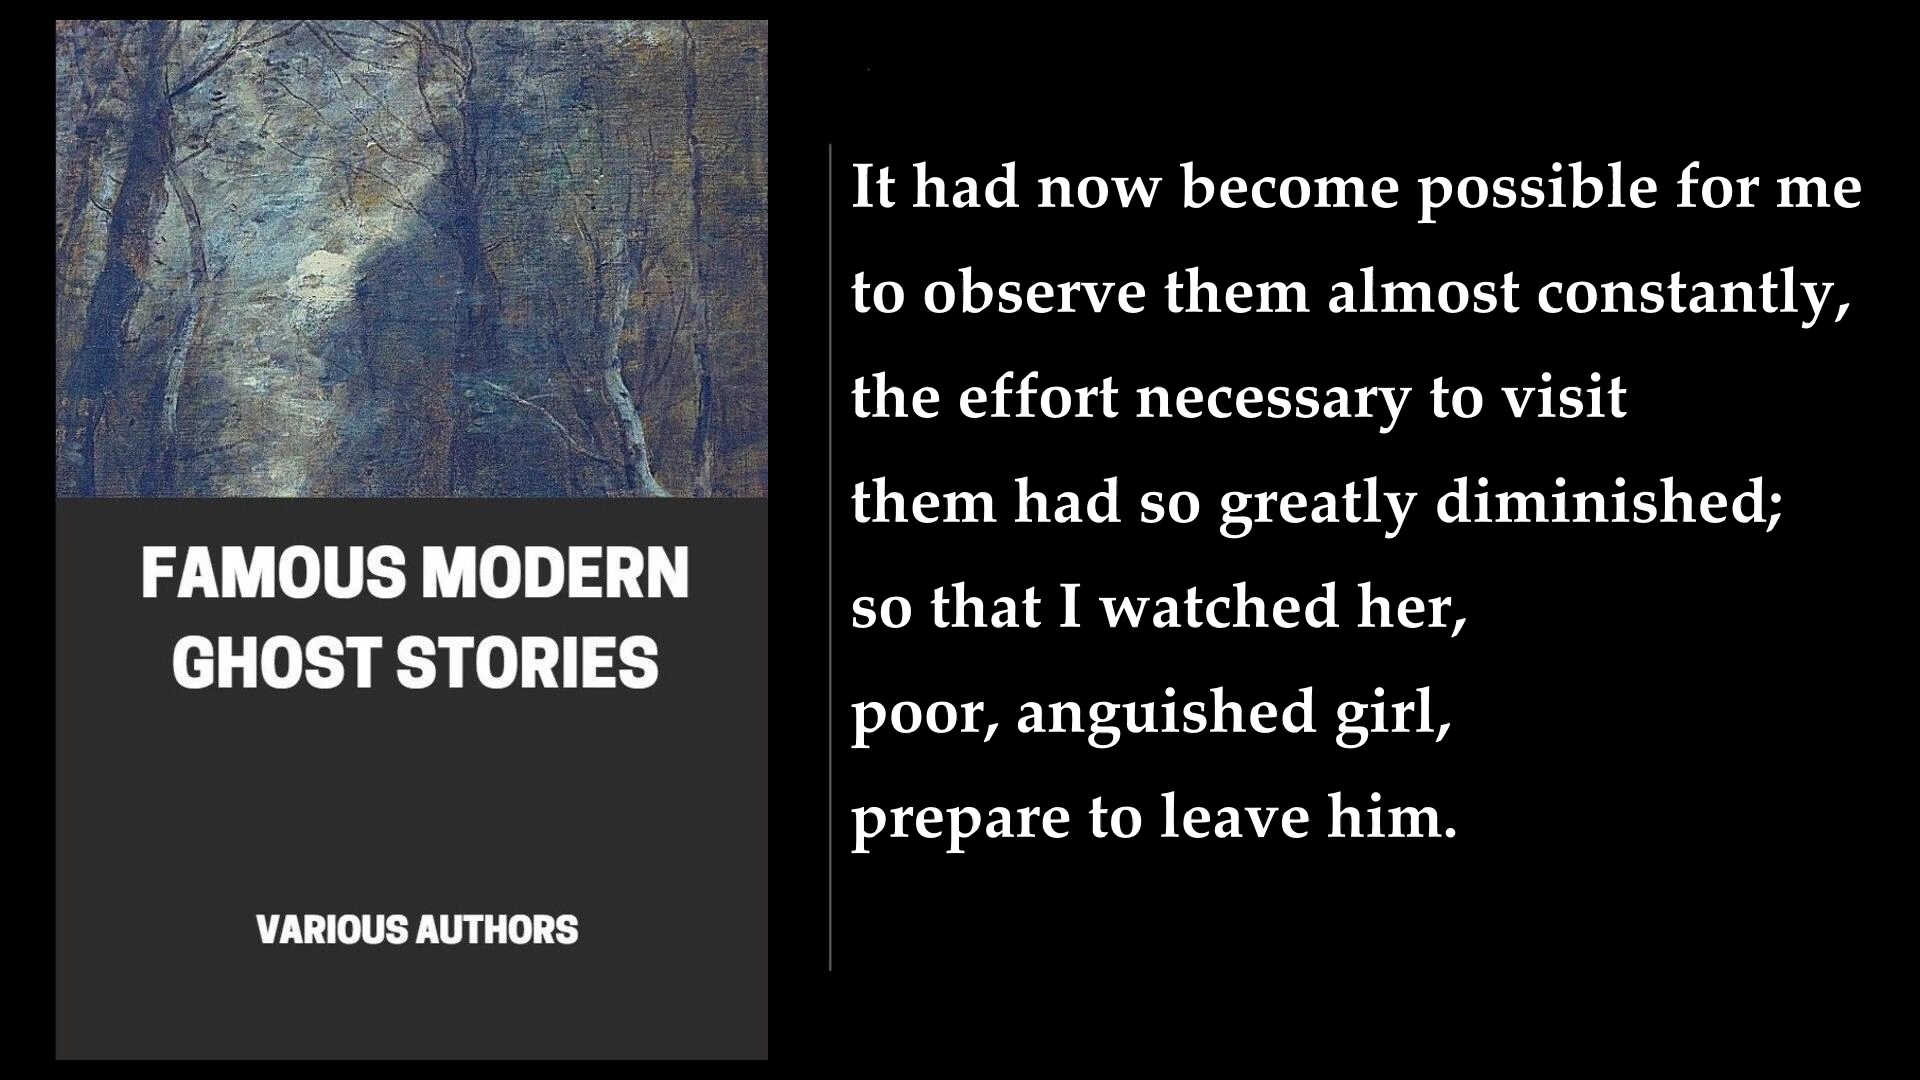 FAMOUS MODERN
GHOST STORIES
VARIOUS AUTHORS
It had now become possible for me
to observe them almost constantly,
the effort necessary to visit
them had so greatly diminished;
so that I watched her,
poor, anguished girl,
prepare to leave him.